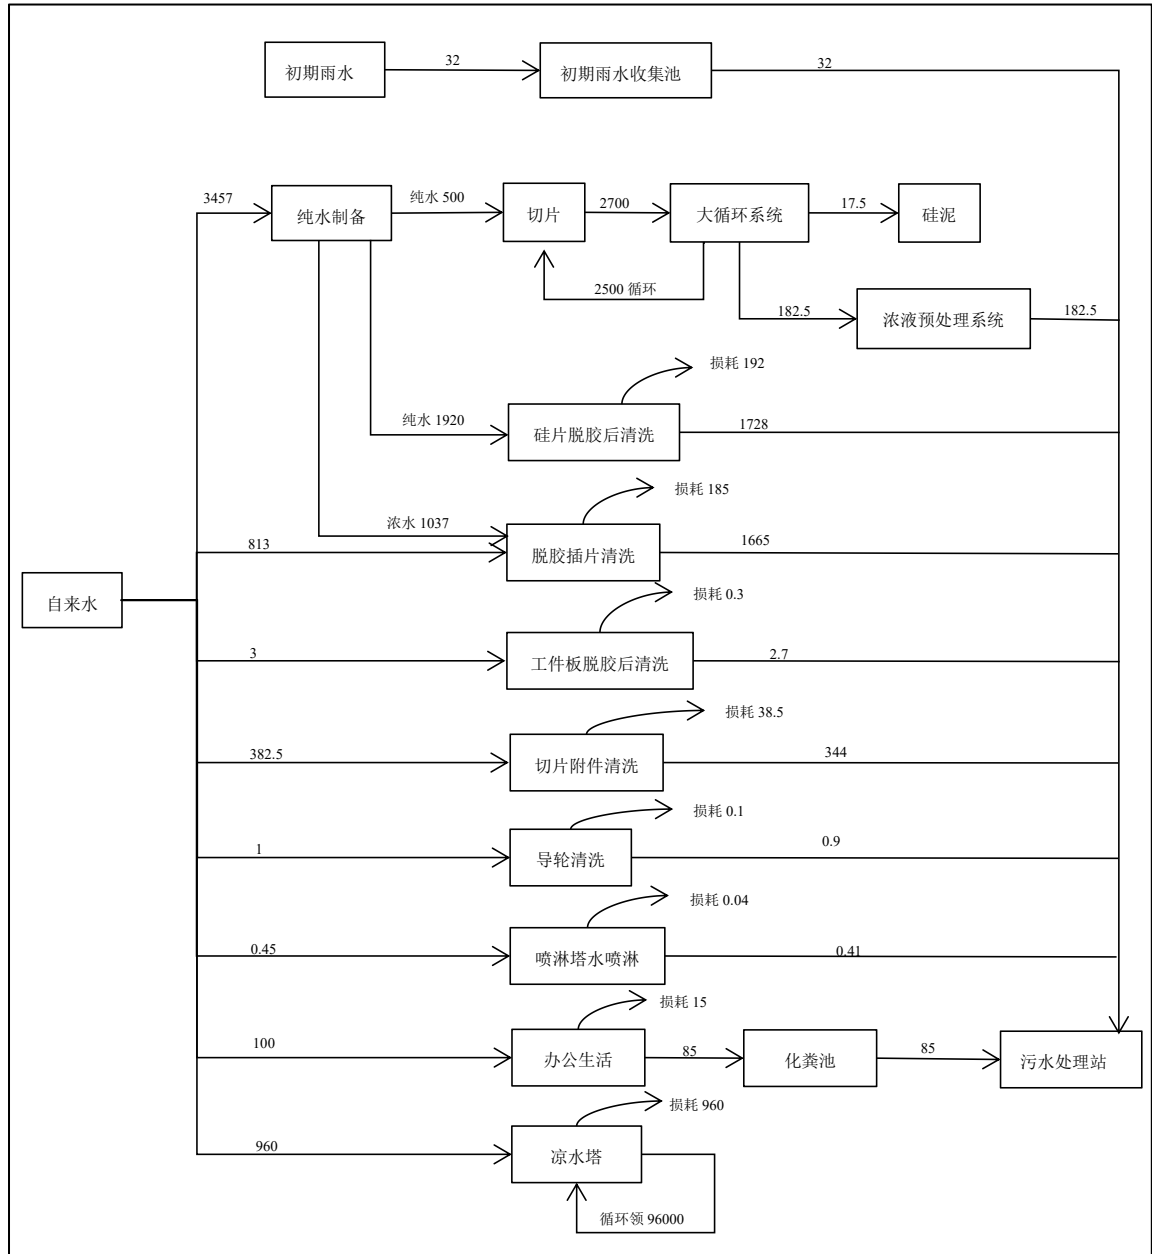 初期雨水
32
初期雨水收集池
32
3457
纯水制备
纯水 500
切片
2700
大循环系统
17.5
硅泥
2500 循环
182.5
浓液预处理系统
182.5
损耗 192
纯水 1920
硅片脱胶后清洗
1728
损耗 185
浓水 1037
813
脱胶插片清洗
1665
自来水
损耗 0.3
3
工件板脱胶后清洗
2.7
损耗 38.5
382.5
切片附件清洗
344
损耗 0.1
1
导轮清洗
0.9
损耗 0.04
0.45
喷淋塔水喷淋
0.41
损耗 15
100
办公生活
85
化粪池
85
污水处理站
损耗 960
960
凉水塔
循环领 96000